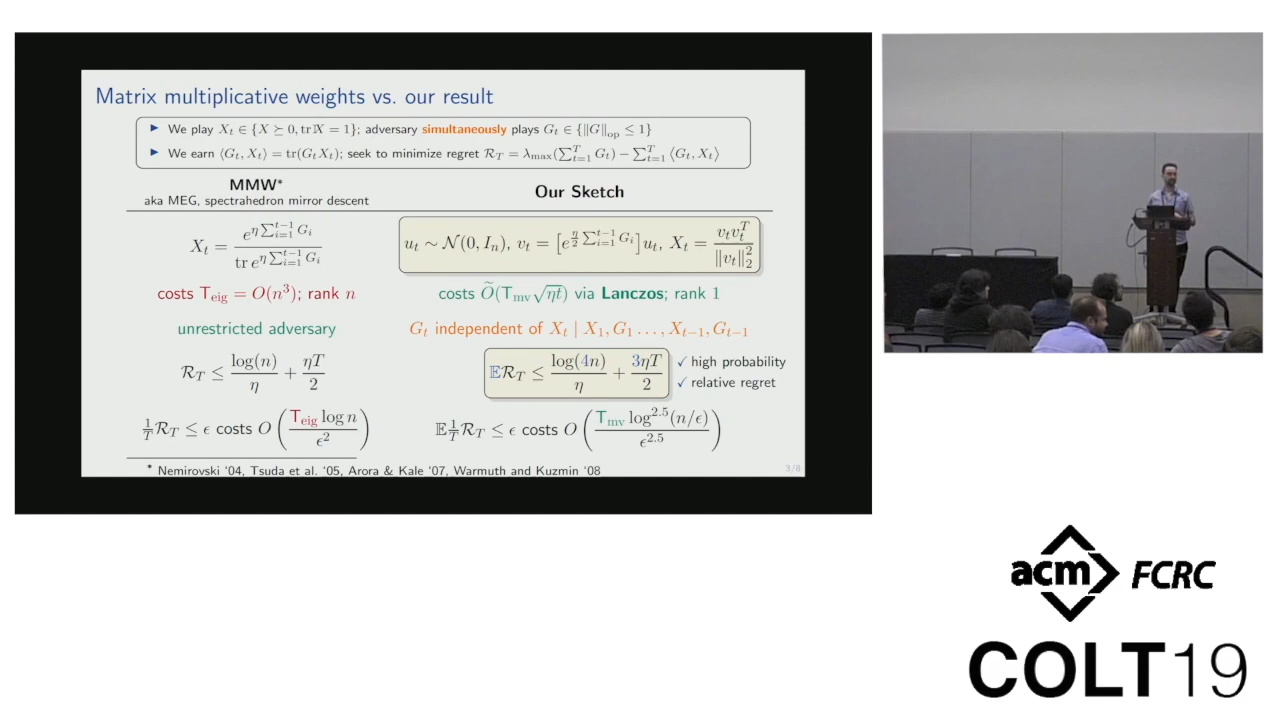 Matrix multiplicative weights vs. our result
▶ We play X_t ∈ {X ⪰ 0, trX = 1}; adversary simultaneously plays G_t ∈ {‖G‖_op ≤ 1}
▶ We earn ⟨G_t, X_t⟩ = tr(G_tX_t); seek to minimize regret R_T = λ_max(∑_{t=1}^T G_t) − ∑_{t=1}^T ⟨G_t, X_t⟩
MMW*
aka MEG, spectrahedron mirror descent
Our Sketch
X_t = e^{η ∑_{i=1}^{t−1} G_i} / tr e^{η ∑_{i=1}^{t−1} G_i}
u_t ∼ N(0, I_n), v_t = [e^{η/2 ∑_{i=1}^{t−1} G_i}]u_t, X_t = v_tv_t^T / ‖v_t‖_2^2
costs T_eig = O(n^3); rank n
costs Õ(T_mv√(ηt)) via Lanczos; rank 1
unrestricted adversary
G_t independent of X_t | X_1, G_1 ..., X_{t−1}, G_{t−1}
R_T ≤ log(n)/η + ηT/2
𝔼R_T ≤ log(4n)/η + 3ηT/2
✓ high probability
✓ relative regret
1/T R_T ≤ ϵ costs O(T_eig log n / ϵ^2)
𝔼 1/T R_T ≤ ϵ costs O(T_mv log^{2.5}(n/ϵ) / ϵ^{2.5})
* Nemirovski ‘04, Tsuda et al. ‘05, Arora & Kale ‘07, Warmuth and Kuzmin ‘08
3/8
acm FCRC
COLT19